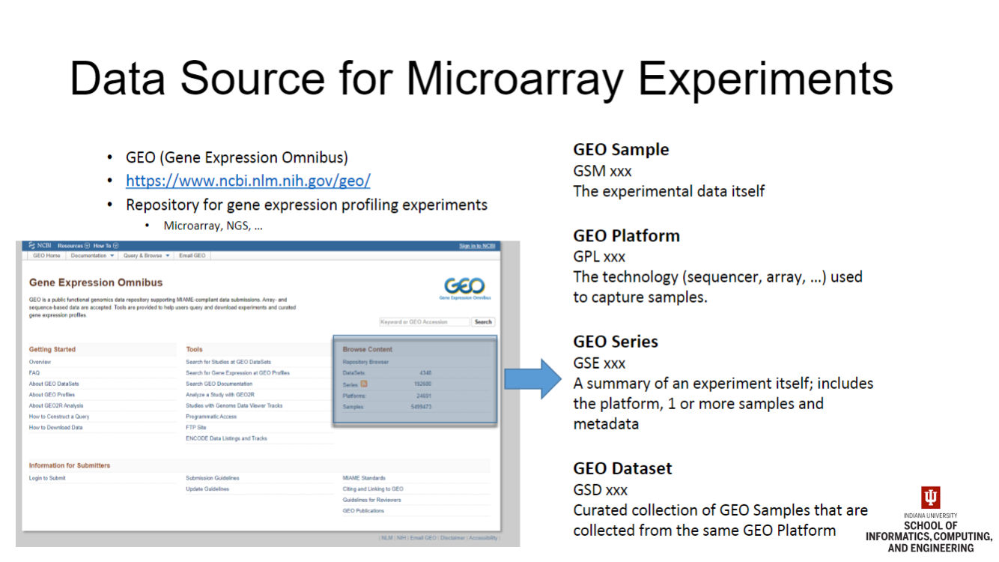 Data Source for Microarray Experiments
• GEO (Gene Expression Omnibus)
• https://www.ncbi.nlm.nih.gov/geo/
• Repository for gene expression profiling experiments
• Microarray, NGS, ...
NCBI Resources How To Sign in to NCBI
GEO Home Documentation Query & Browse Email GEO
Gene Expression Omnibus
GEO is a public functional genomics data repository supporting MIAME-compliant data submissions. Array- and
sequence-based data are accepted. Tools are provided to help users query and download experiments and curated
gene expression profiles.
GEO
Gene Expression Omnibus
Keyword or GEO Accession Search
Getting Started
Overview
FAQ
About GEO DataSets
About GEO Profiles
About GEO2R Analysis
How to Construct a Query
How to Download Data
Tools
Search for Studies at GEO DataSets
Search for Gene Expression at GEO Profiles
Search GEO Documentation
Analyze a Study with GEO2R
Studies with Genome Data Viewer Tracks
Programmatic Access
FTP Site
ENCODE Data Listings and Tracks
Browse Content
Repository Browser
DataSets: 4348
Series: 192680
Platforms: 24691
Samples: 5499473
Information for Submitters
Login to Submit
Submission Guidelines
Update Guidelines
MIAME Standards
Citing and Linking to GEO
Guidelines for Reviewers
GEO Publications
| NLM | NIH | Email GEO | Disclaimer | Accessibility |
GEO Sample
GSM xxx
The experimental data itself
GEO Platform
GPL xxx
The technology (sequencer, array, ...) used
to capture samples.
GEO Series
GSE xxx
A summary of an experiment itself; includes
the platform, 1 or more samples and
metadata
GEO Dataset
GSD xxx
Curated collection of GEO Samples that are
collected from the same GEO Platform
INDIANA UNIVERSITY
SCHOOL OF
INFORMATICS, COMPUTING,
AND ENGINEERING